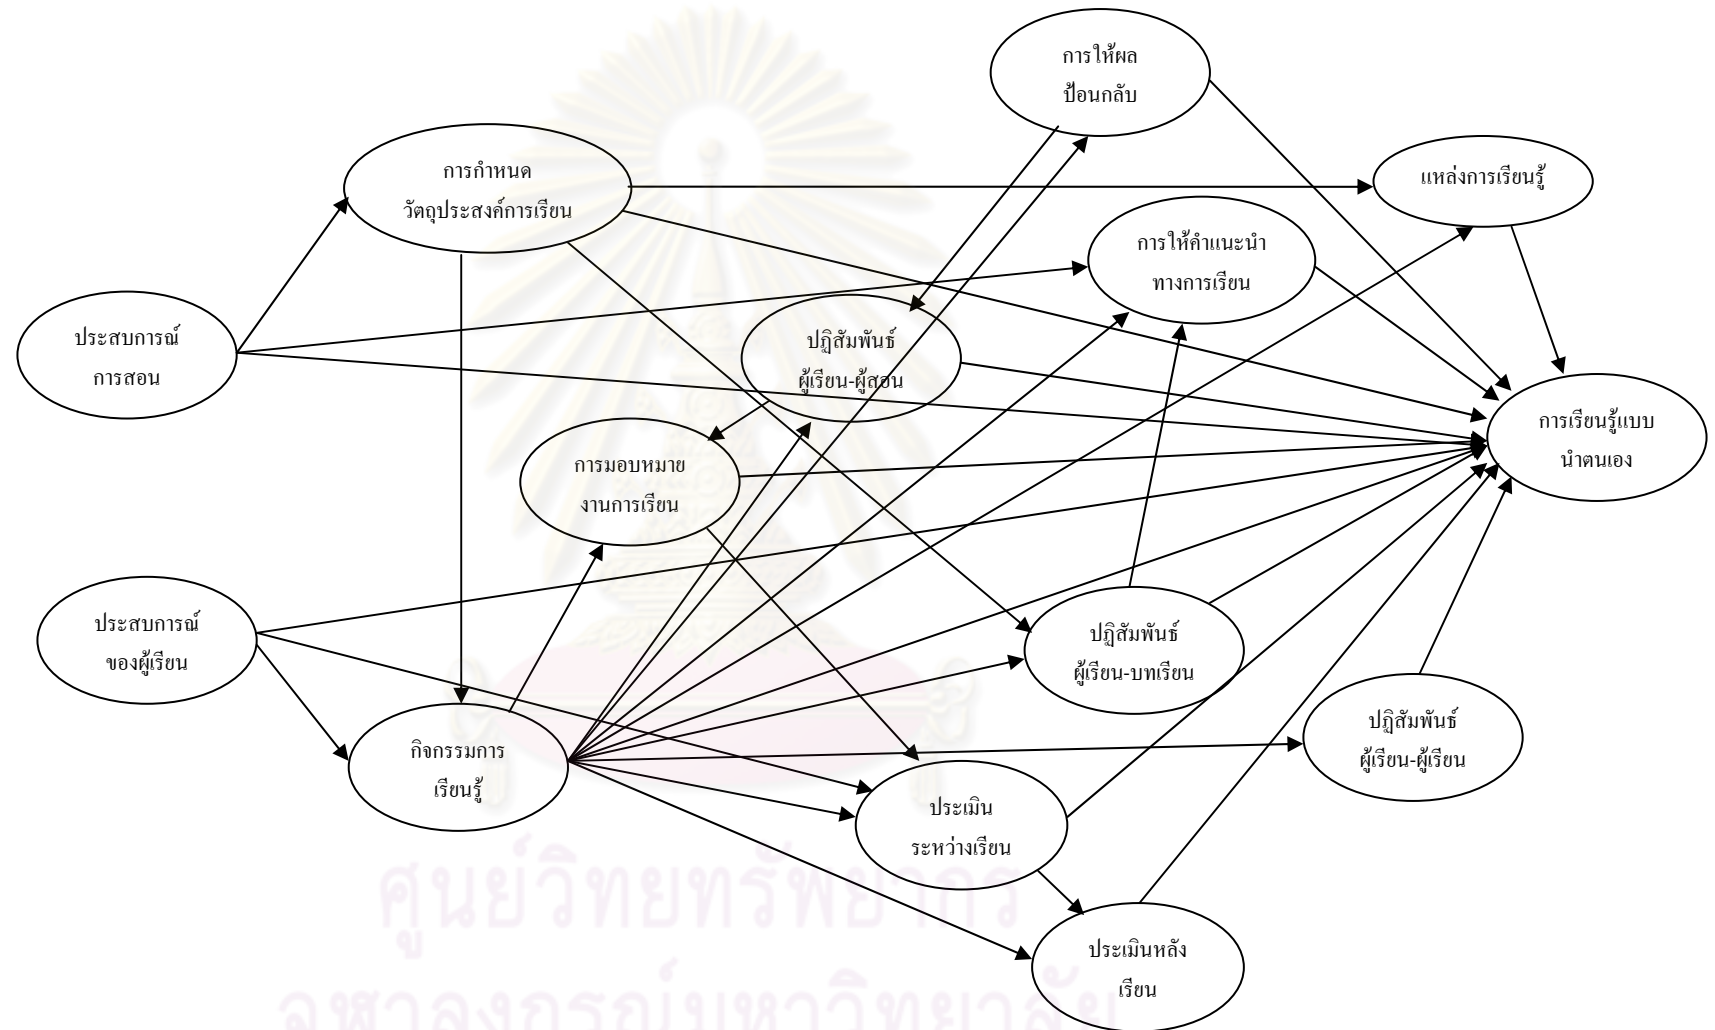 การให้ผล
ป้อนกลับ
การกำหนด
วัตถุประสงค์การเรียน
แหล่งการเรียนรู้
การให้คำแนะนำ
ทางการเรียน
ประสบการณ์
การสอน
ปฏิสัมพันธ์
ผู้เรียน-ผู้สอน
การเรียนรู้แบบ
นำตนเอง
การมอบหมาย
งานการเรียน
ประสบการณ์
ของผู้เรียน
ปฏิสัมพันธ์
ผู้เรียน-บทเรียน
ปฏิสัมพันธ์
ผู้เรียน-ผู้เรียน
กิจกรรมการ
เรียนรู้
ประเมิน
ระหว่างเรียน
ประเมินหลัง
เรียน
ศูนย์วิทยทรัพยากร
จุฬาลงกรณ์มหาวิทยาลัย